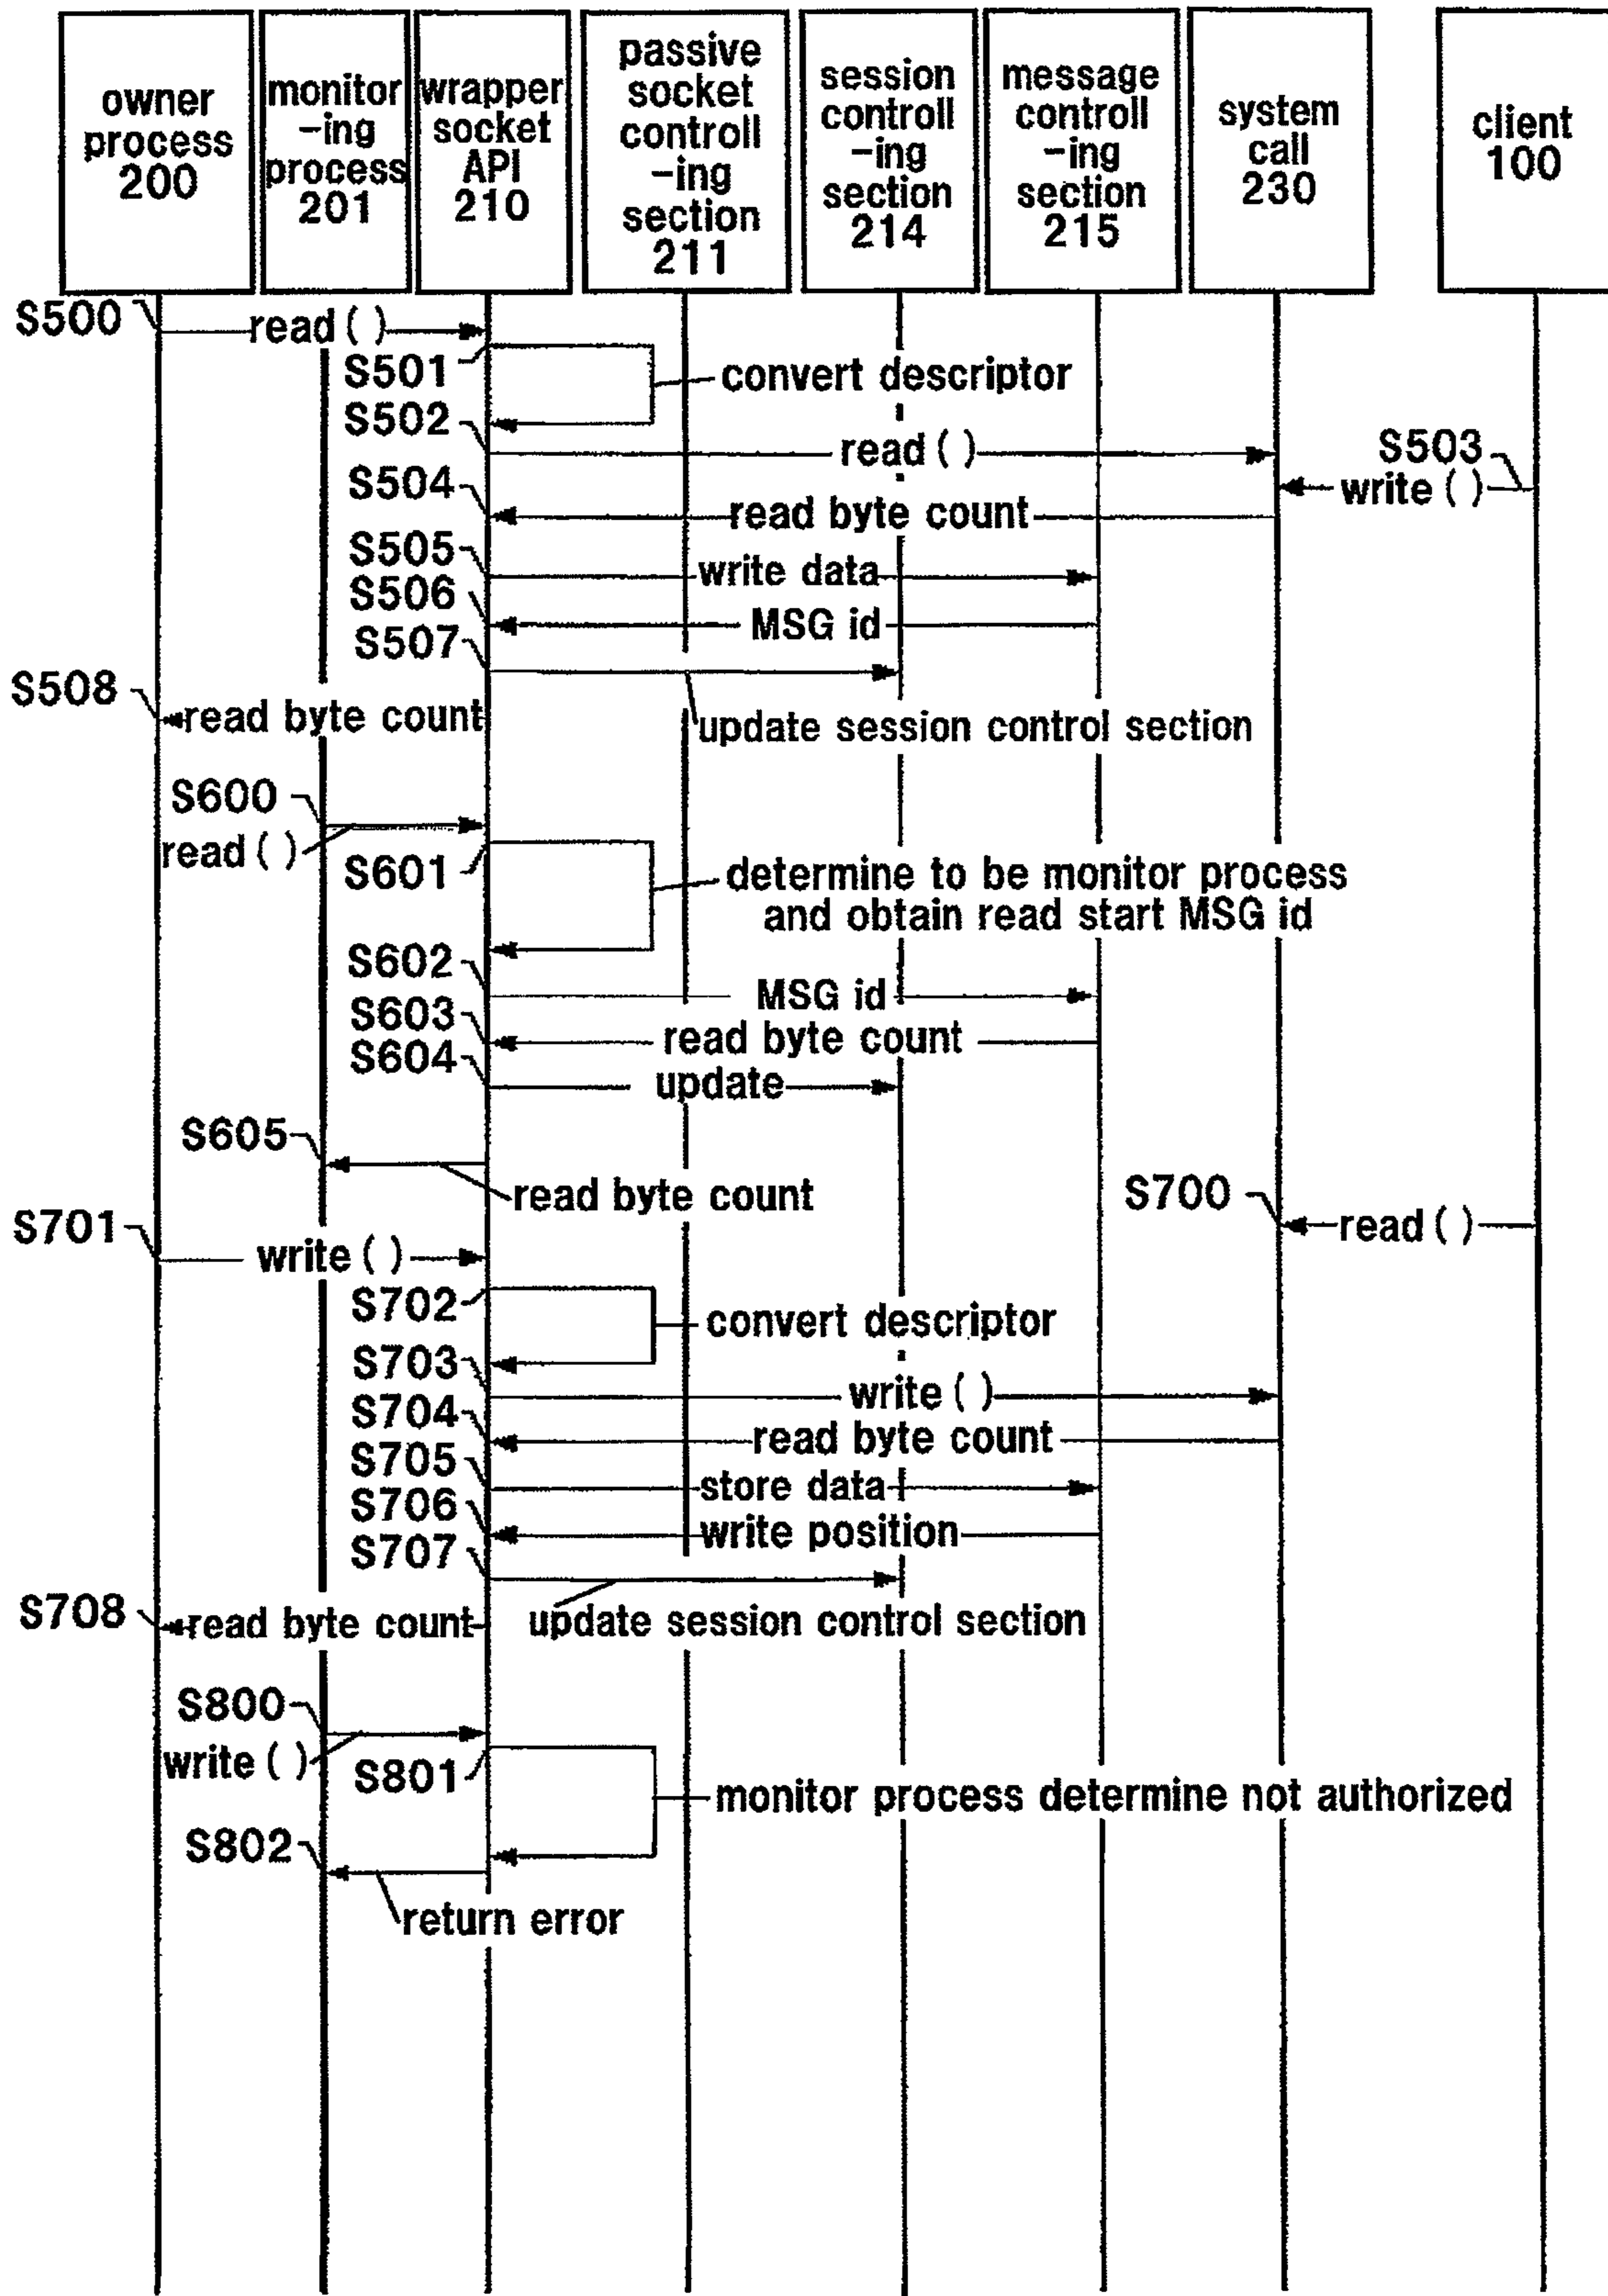 owner
process
200
monitor
-ing
process
201
wrapper
socket
API
210
passive
socket
controll
-ing
section
211
session
controll
-ing
section
214
message
controll
-ing
section
215
system
call
230
client
100
S500
read ( )
S501
convert descriptor
S502
read ( )
S503
write ( )
S504
read byte count
S505
write data
S506
MSG id
S507
update session control section
S508
read byte count
S600
read ( )
S601
determine to be monitor process
and obtain read start MSG id
S602
MSG id
S603
read byte count
S604
update
S605
read byte count
S700
read ( )
S701
write ( )
S702
convert descriptor
S703
write ( )
S704
read byte count
S705
store data
S706
write position
S707
update session control section
S708
read byte count
S800
write ( )
S801
monitor process determine not authorized
S802
return error